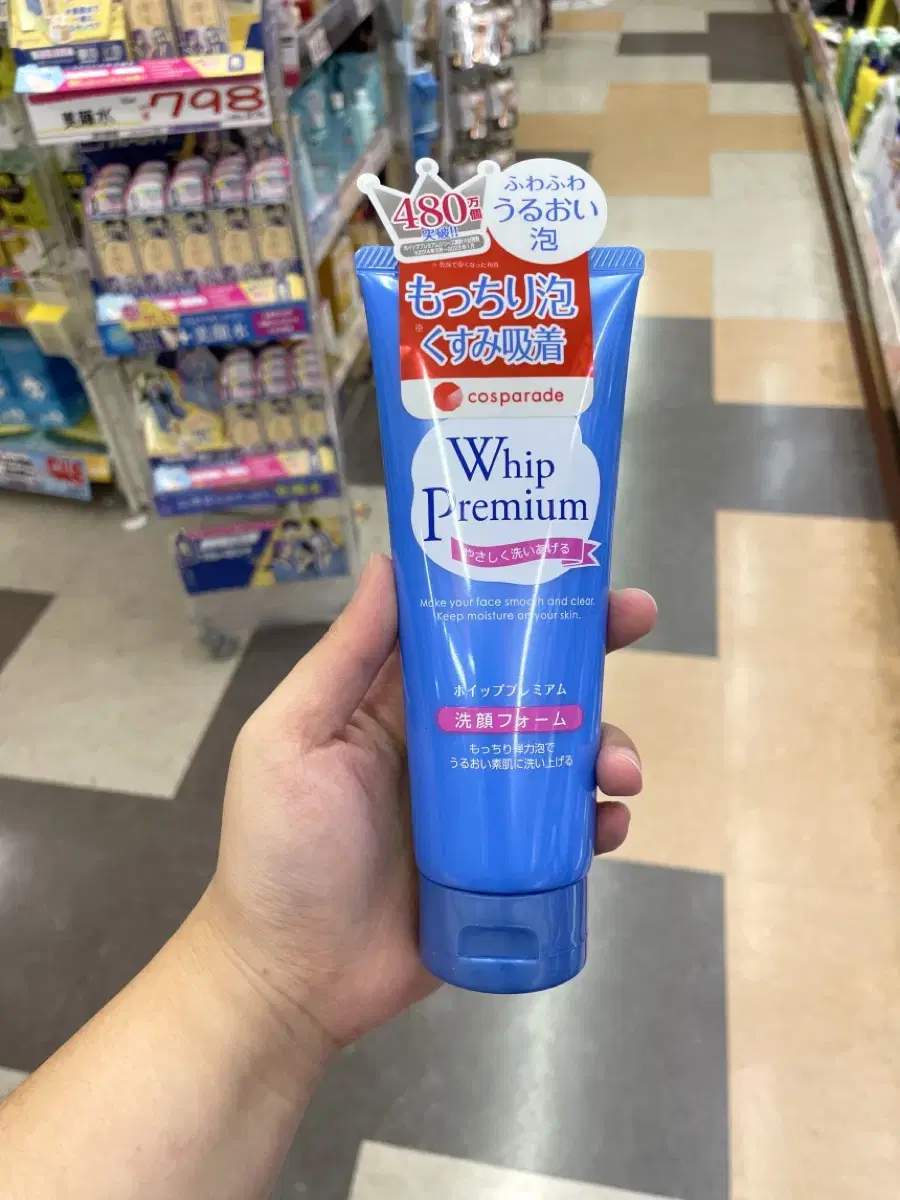 美顔水
¥798
480万個
突破!!
ふわふわ
うるおい
泡
もっちり泡
※
くすみ吸着
cosparade
Whip
Premium
やさしく洗いあげる
Make your face smooth and clear.
Keep moisture on your skin.
ホイッププレミアム
洗顔フォーム
もっちり弾力泡で
うるおい素肌に洗い上げる